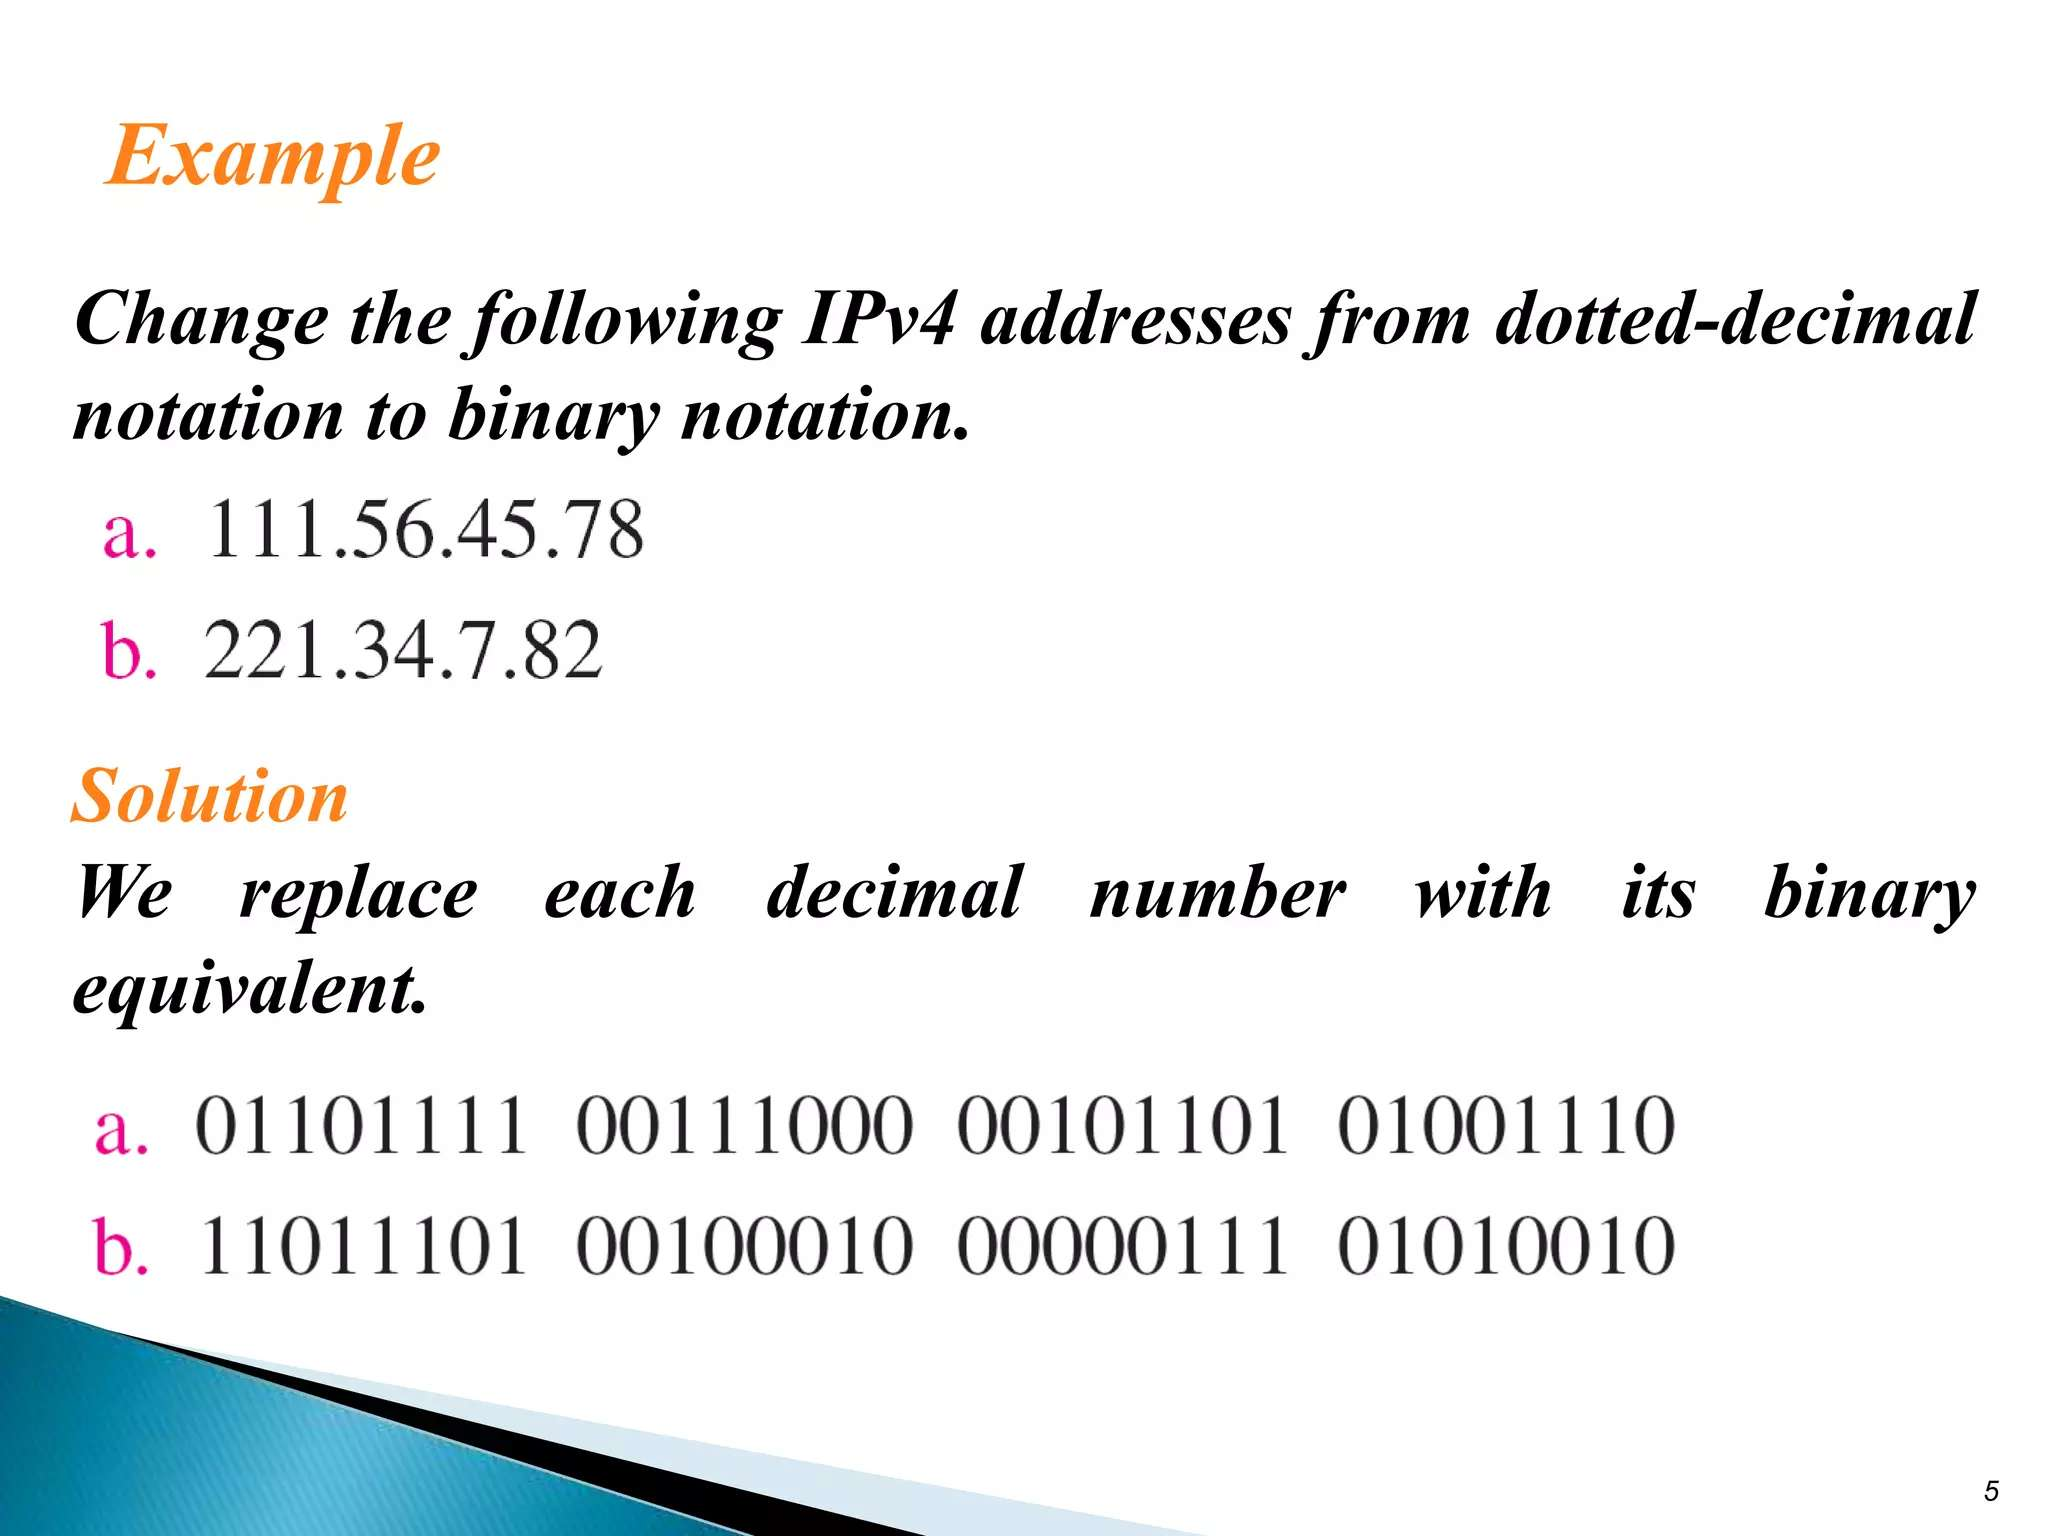 Example
Change the following IPv4 addresses from dotted-decimal
notation to binary notation.
a. 111.56.45.78
b. 221.34.7.82
Solution
We replace each decimal number with its binary
equivalent.
a. 01101111 00111000 00101101 01001110
b. 11011101 00100010 00000111 01010010
5